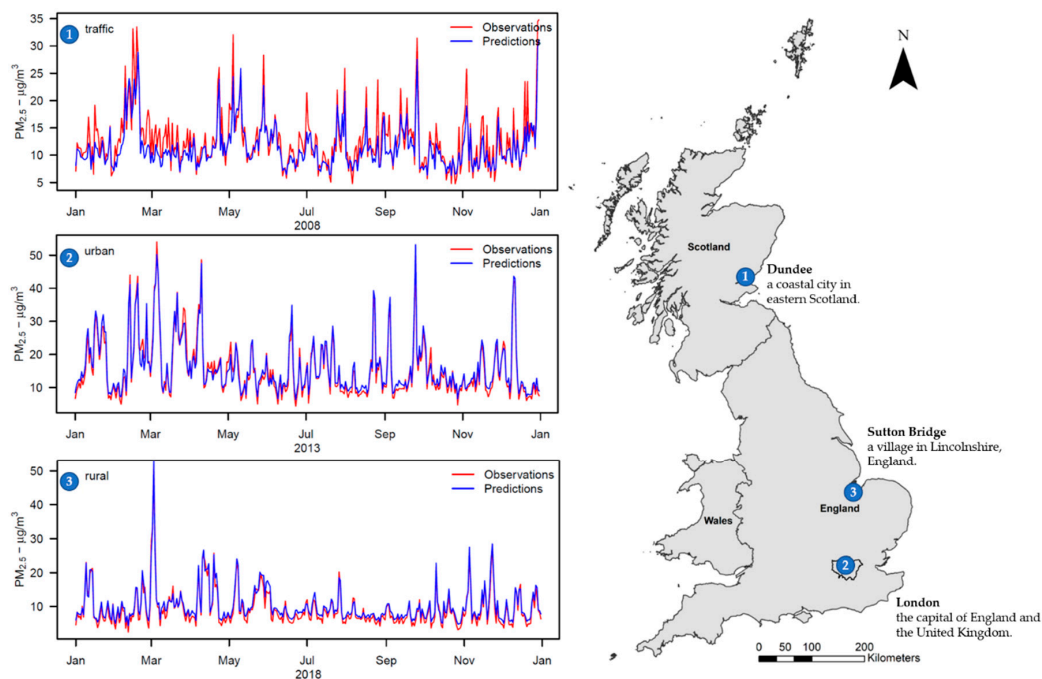 1 traffic
Observations
Predictions
PM2.5 − µg/m³
35
30
25
20
15
10
5
Jan Mar May Jul Sep Nov Jan
2008
2 urban
Observations
Predictions
PM2.5 − µg/m³
50
40
30
20
10
Jan Mar May Jul Sep Nov Jan
2013
3 rural
Observations
Predictions
PM2.5 − µg/m³
50
40
30
20
10
Jan Mar May Jul Sep Nov Jan
2018
N
Scotland
1
Dundee
a coastal city in
eastern Scotland.
Sutton Bridge
a village in Lincolnshire,
England.
3
England
Wales
2
London
the capital of England and
the United Kingdom.
0 50 100 200
Kilometers